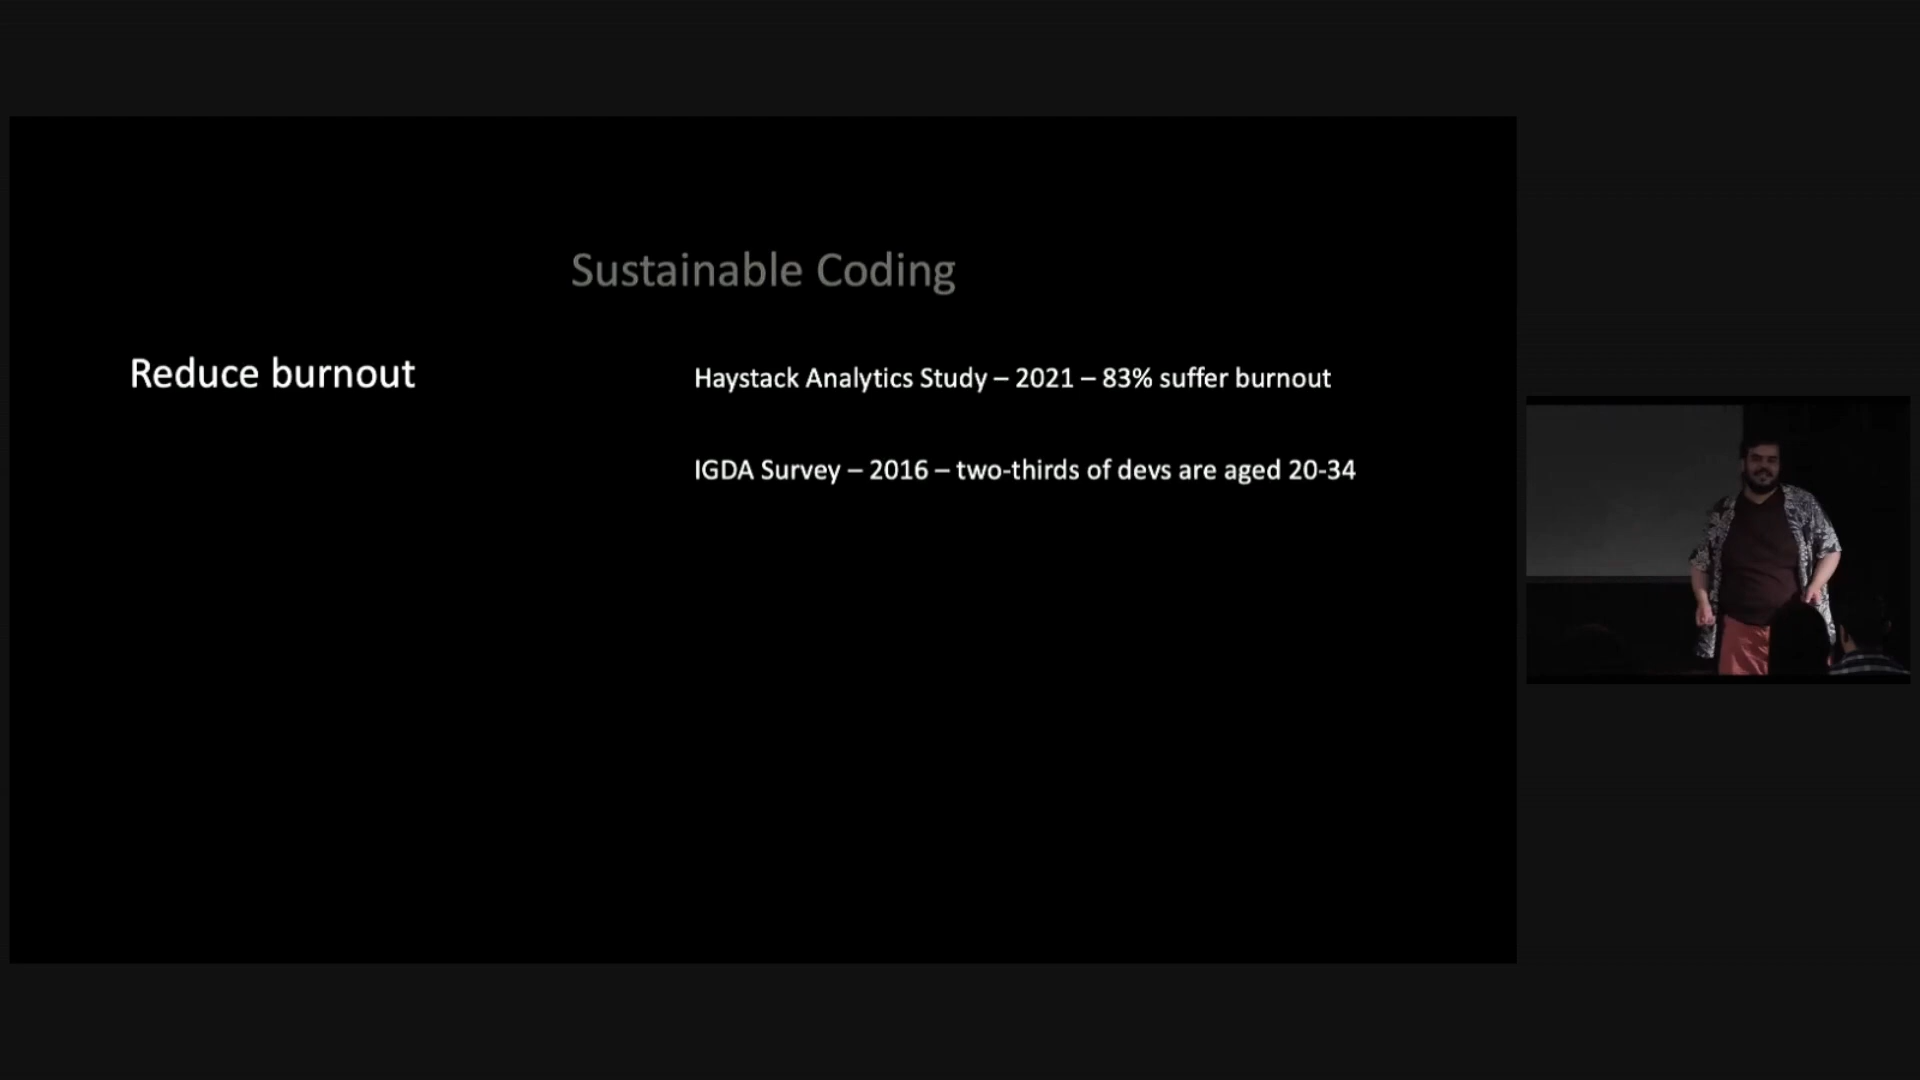 Sustainable Coding
Reduce burnout
Haystack Analytics Study – 2021 – 83% suffer burnout
IGDA Survey – 2016 – two-thirds of devs are aged 20-34